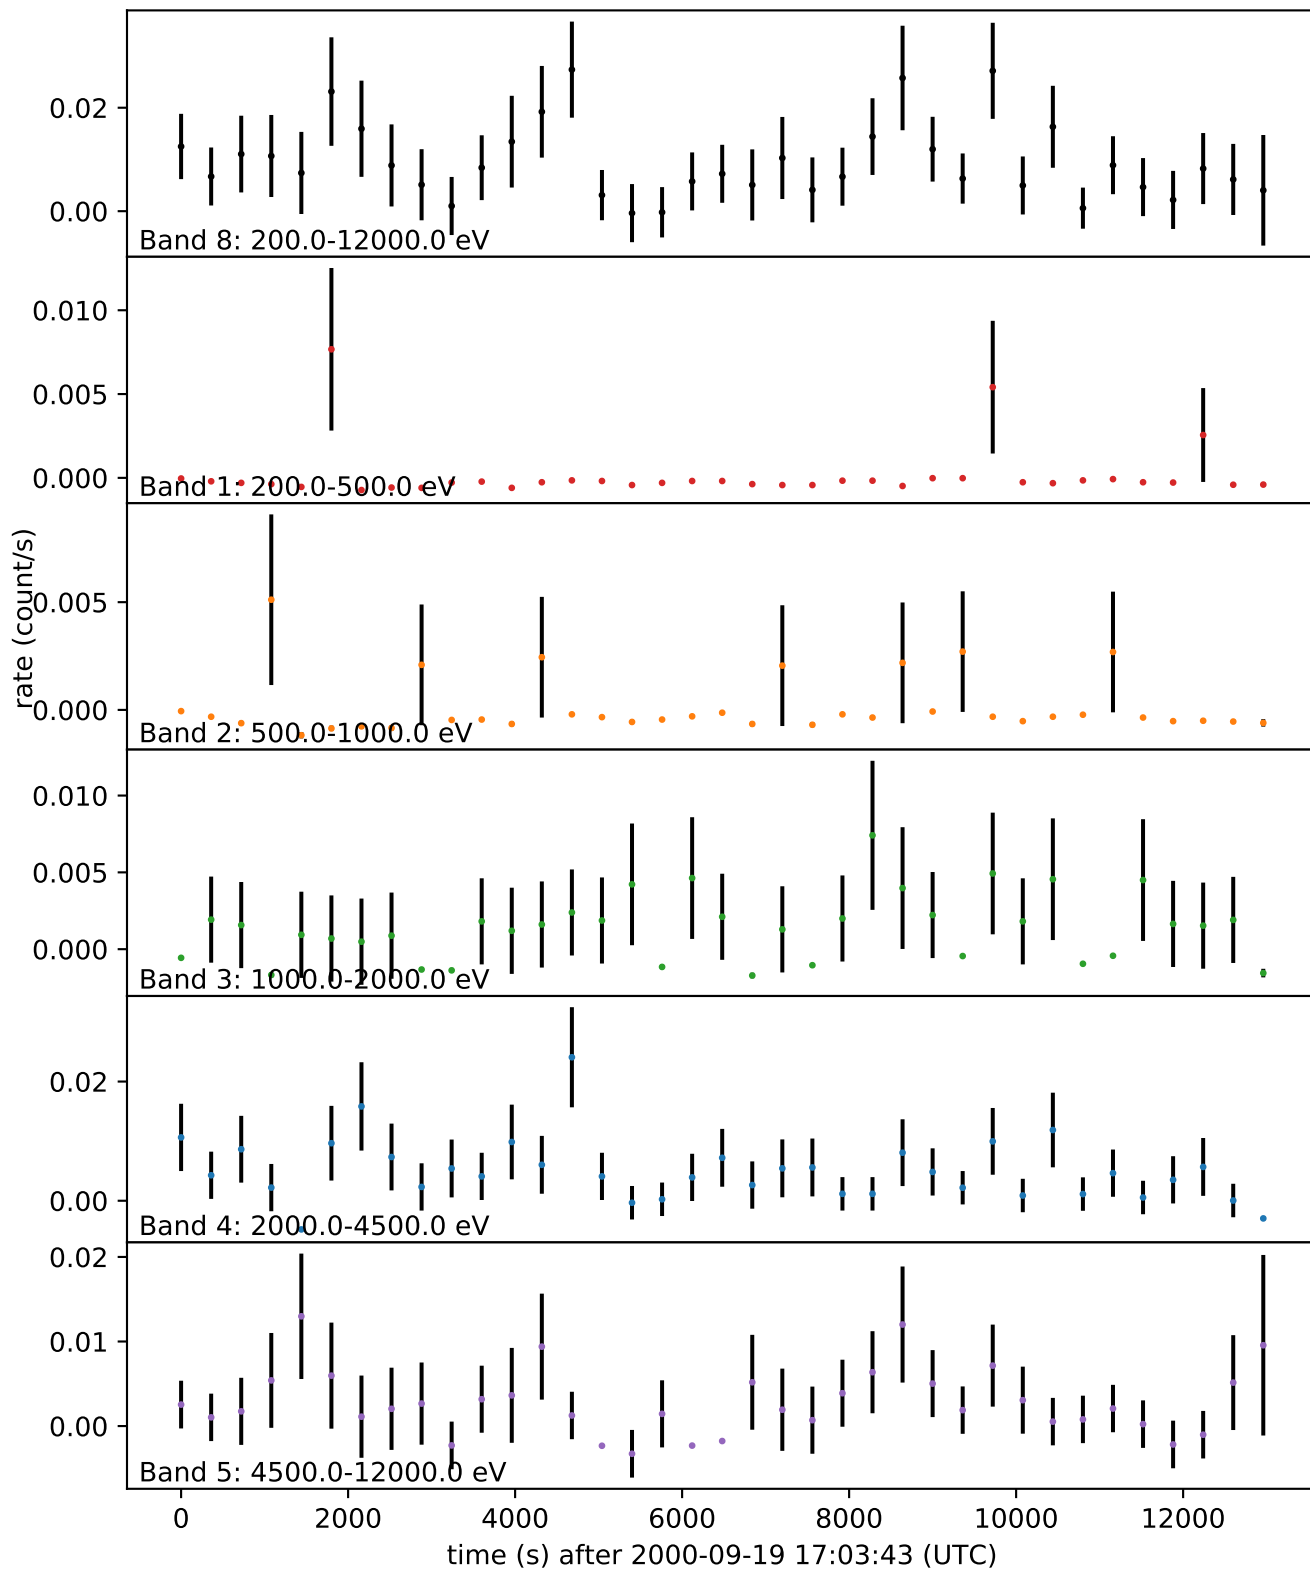 0.02
0.00
Band 8: 200.0-12000.0 eV
0.010
0.005
0.000
Band 1: 200.0-500.0 eV
0.005
0.000
Band 2: 500.0-1000.0 eV
rate (count/s)
0.010
0.005
0.000
Band 3: 1000.0-2000.0 eV
0.02
0.00
Band 4: 2000.0-4500.0 eV
0.02
0.01
0.00
Band 5: 4500.0-12000.0 eV
0 2000 4000 6000 8000 10000 12000
time (s) after 2000-09-19 17:03:43 (UTC)